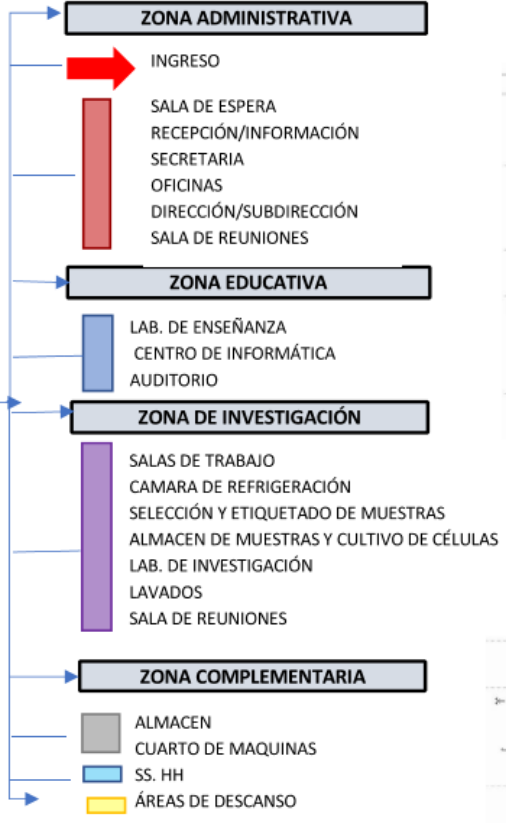 ZONA ADMINISTRATIVA
INGRESO
SALA DE ESPERA
RECEPCIÓN/INFORMACIÓN
SECRETARIA
OFICINAS
DIRECCIÓN/SUBDIRECCIÓN
SALA DE REUNIONES
ZONA EDUCATIVA
LAB. DE ENSEÑANZA
CENTRO DE INFORMÁTICA
AUDITORIO
ZONA DE INVESTIGACIÓN
SALAS DE TRABAJO
CAMARA DE REFRIGERACIÓN
SELECCIÓN Y ETIQUETADO DE MUESTRAS
ALMACEN DE MUESTRAS Y CULTIVO DE CÉLULAS
LAB. DE INVESTIGACIÓN
LAVADOS
SALA DE REUNIONES
ZONA COMPLEMENTARIA
ALMACEN
CUARTO DE MAQUINAS
SS. HH
ÁREAS DE DESCANSO